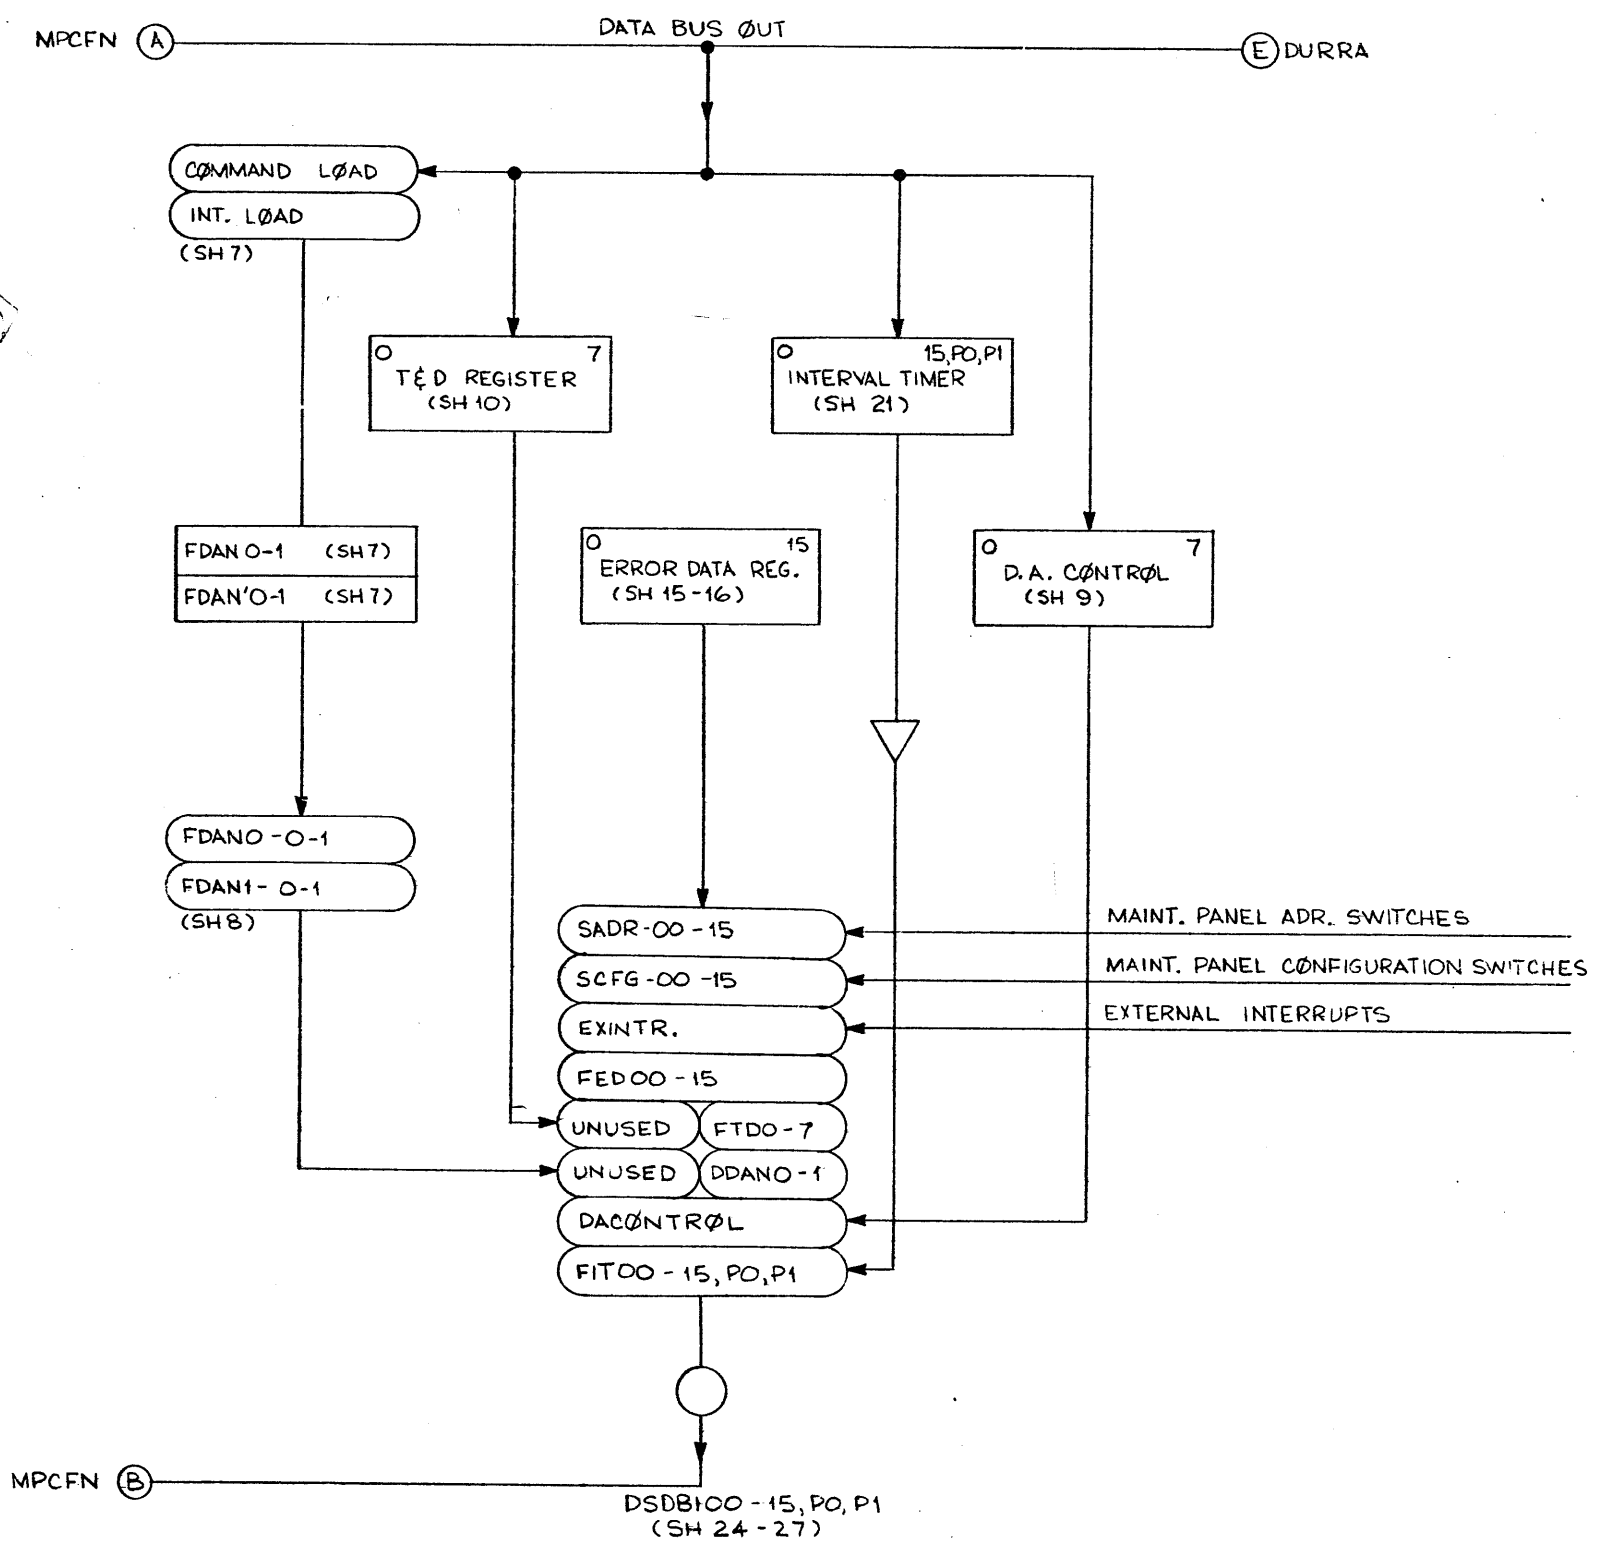 DATA BUS ØUT
MPCFN A
E DURRA
CØMMAND LØAD
INT. LØAD
(SH 7)
0 7
T&D REGISTER
(SH 10)
0 15,P0,P1
INTERVAL TIMER
(SH 21)
FDAN 0-1 (SH 7)
FDAN'0-1 (SH 7)
0 15
ERROR DATA REG.
(SH 15-16)
0 7
D.A. CØNTRØL
(SH 9)
FDAN0-0-1
FDAN1-0-1
(SH 8)
SADR-00-15
MAINT. PANEL ADR. SWITCHES
SCFG-00-15
MAINT. PANEL CØNFIGURATION SWITCHES
EXINTR.
EXTERNAL INTERRUPTS
FED00-15
UNUSED FTD0-7
UNUSED DDAN0-1
DACØNTRØL
FIT00-15, P0,P1
MPCFN B
DSDBI00-15, P0, P1
(SH 24-27)